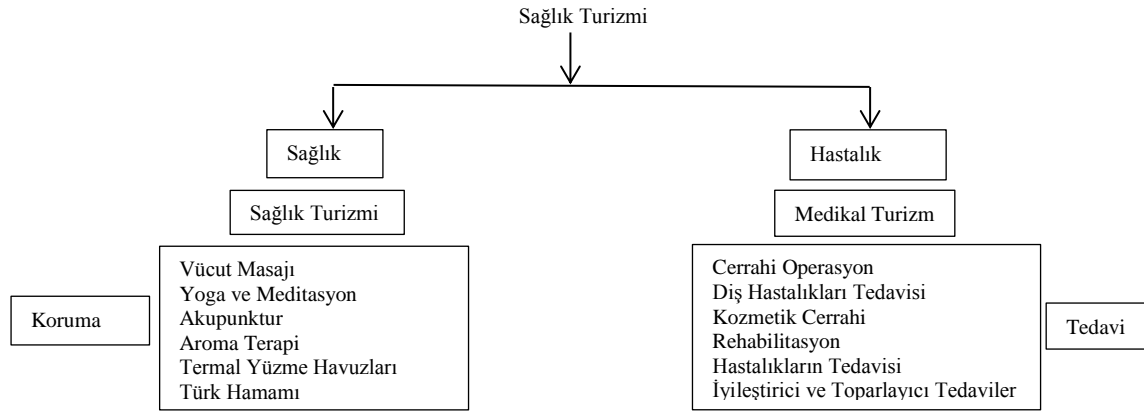 Sağlık Turizmi
Sağlık
Hastalık
Sağlık Turizmi
Medikal Turizm
Koruma
Vücut Masajı
Yoga ve Meditasyon
Akupunktur
Aroma Terapi
Termal Yüzme Havuzları
Türk Hamamı
Cerrahi Operasyon
Diş Hastalıkları Tedavisi
Kozmetik Cerrahi
Rehabilitasyon
Hastalıkların Tedavisi
İyileştirici ve Toparlayıcı Tedaviler
Tedavi